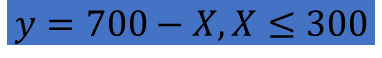 y = 700 − X, X ≤ 300